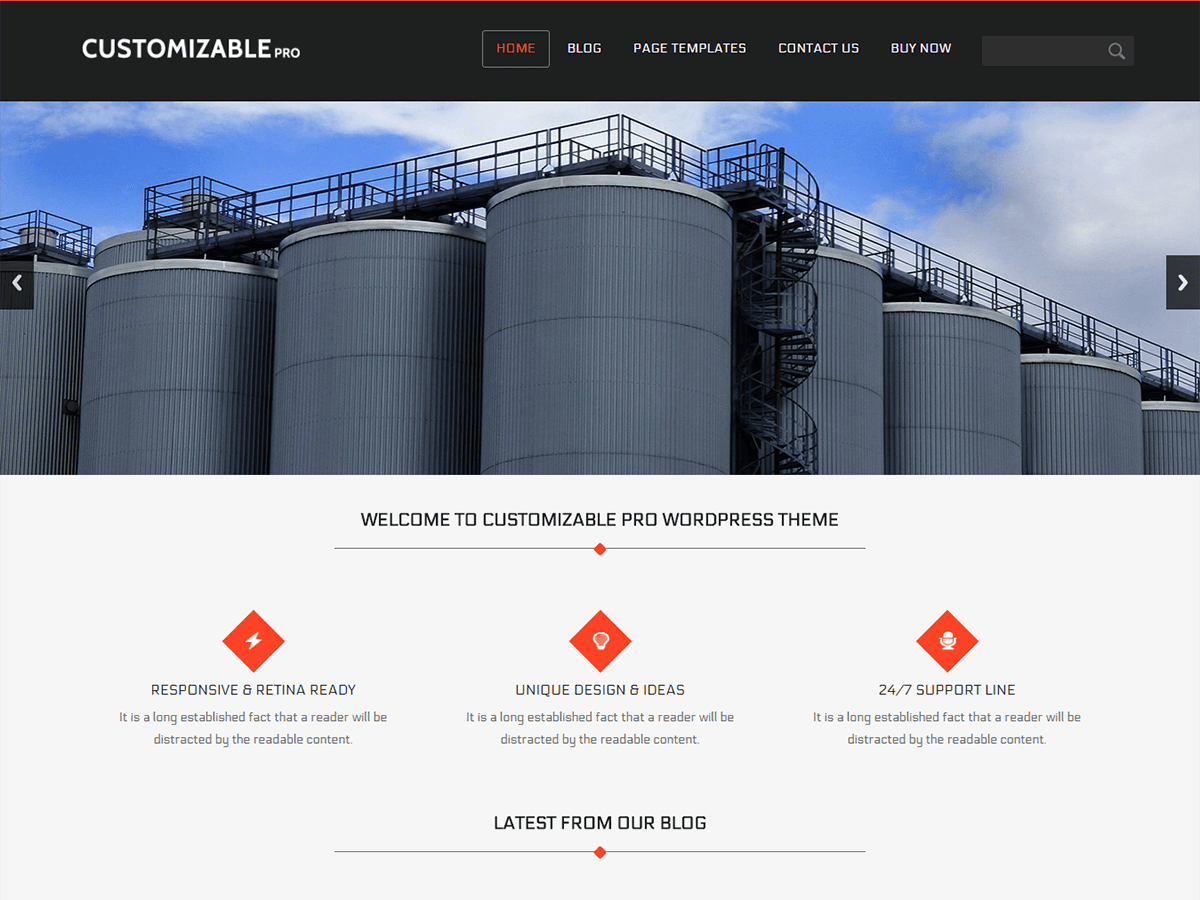 CUSTOMIZABLE PRO
HOME BLOG PAGE TEMPLATES CONTACT US BUY NOW
WELCOME TO CUSTOMIZABLE PRO WORDPRESS THEME
RESPONSIVE & RETINA READY
It is a long established fact that a reader will be
distracted by the readable content.
UNIQUE DESIGN & IDEAS
It is a long established fact that a reader will be
distracted by the readable content.
24/7 SUPPORT LINE
It is a long established fact that a reader will be
distracted by the readable content.
LATEST FROM OUR BLOG